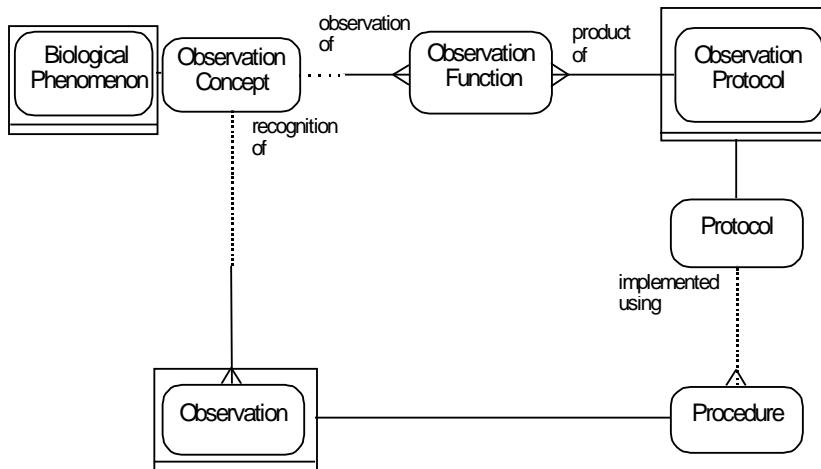 observation
of
product
of
Biological
Phenomenon
Observation
Concept
Observation
Function
Observation
Protocol
recognition
of
Protocol
implemented
using
Observation
Procedure